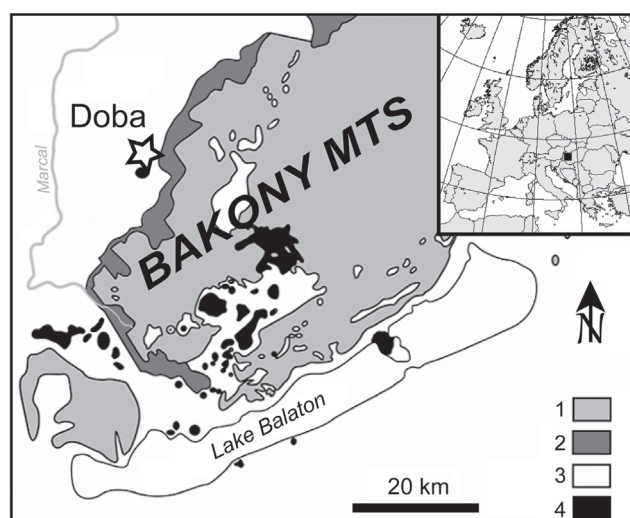 Doba
Marcal
BAKONY MTS
N
Lake Balaton
1
2
3
4
20 km